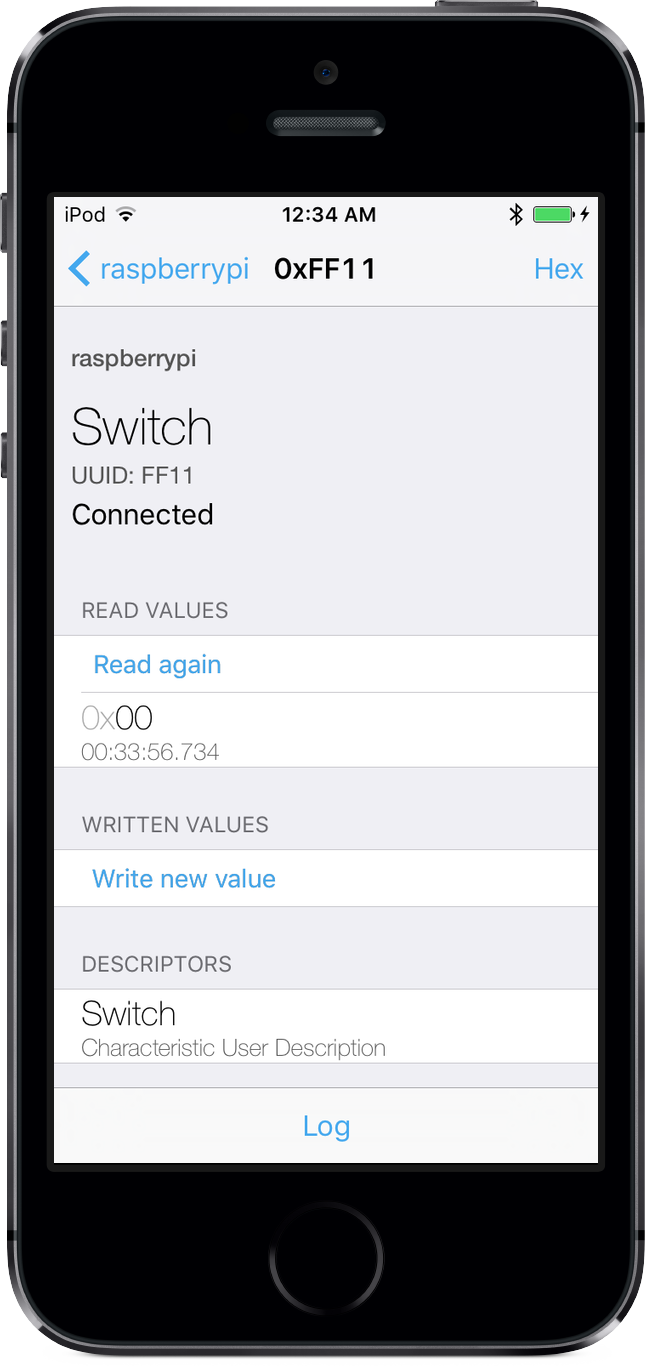 iPod 12:34 AM
raspberrypi 0xFF11 Hex
raspberrypi
Switch
UUID: FF11
Connected
READ VALUES
Read again
0x00
00:33:56.734
WRITTEN VALUES
Write new value
DESCRIPTORS
Switch
Characteristic User Description
Log